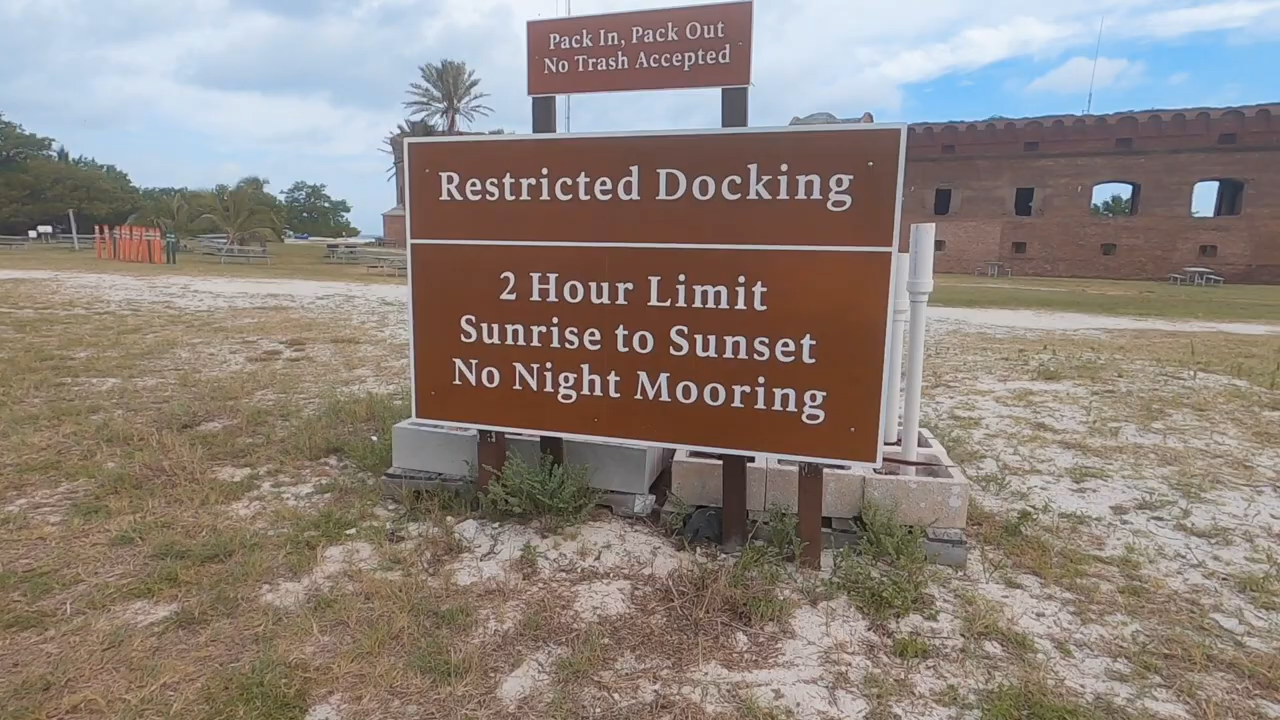 Pack In, Pack Out
No Trash Accepted
Restricted Docking
2 Hour Limit
Sunrise to Sunset
No Night Mooring